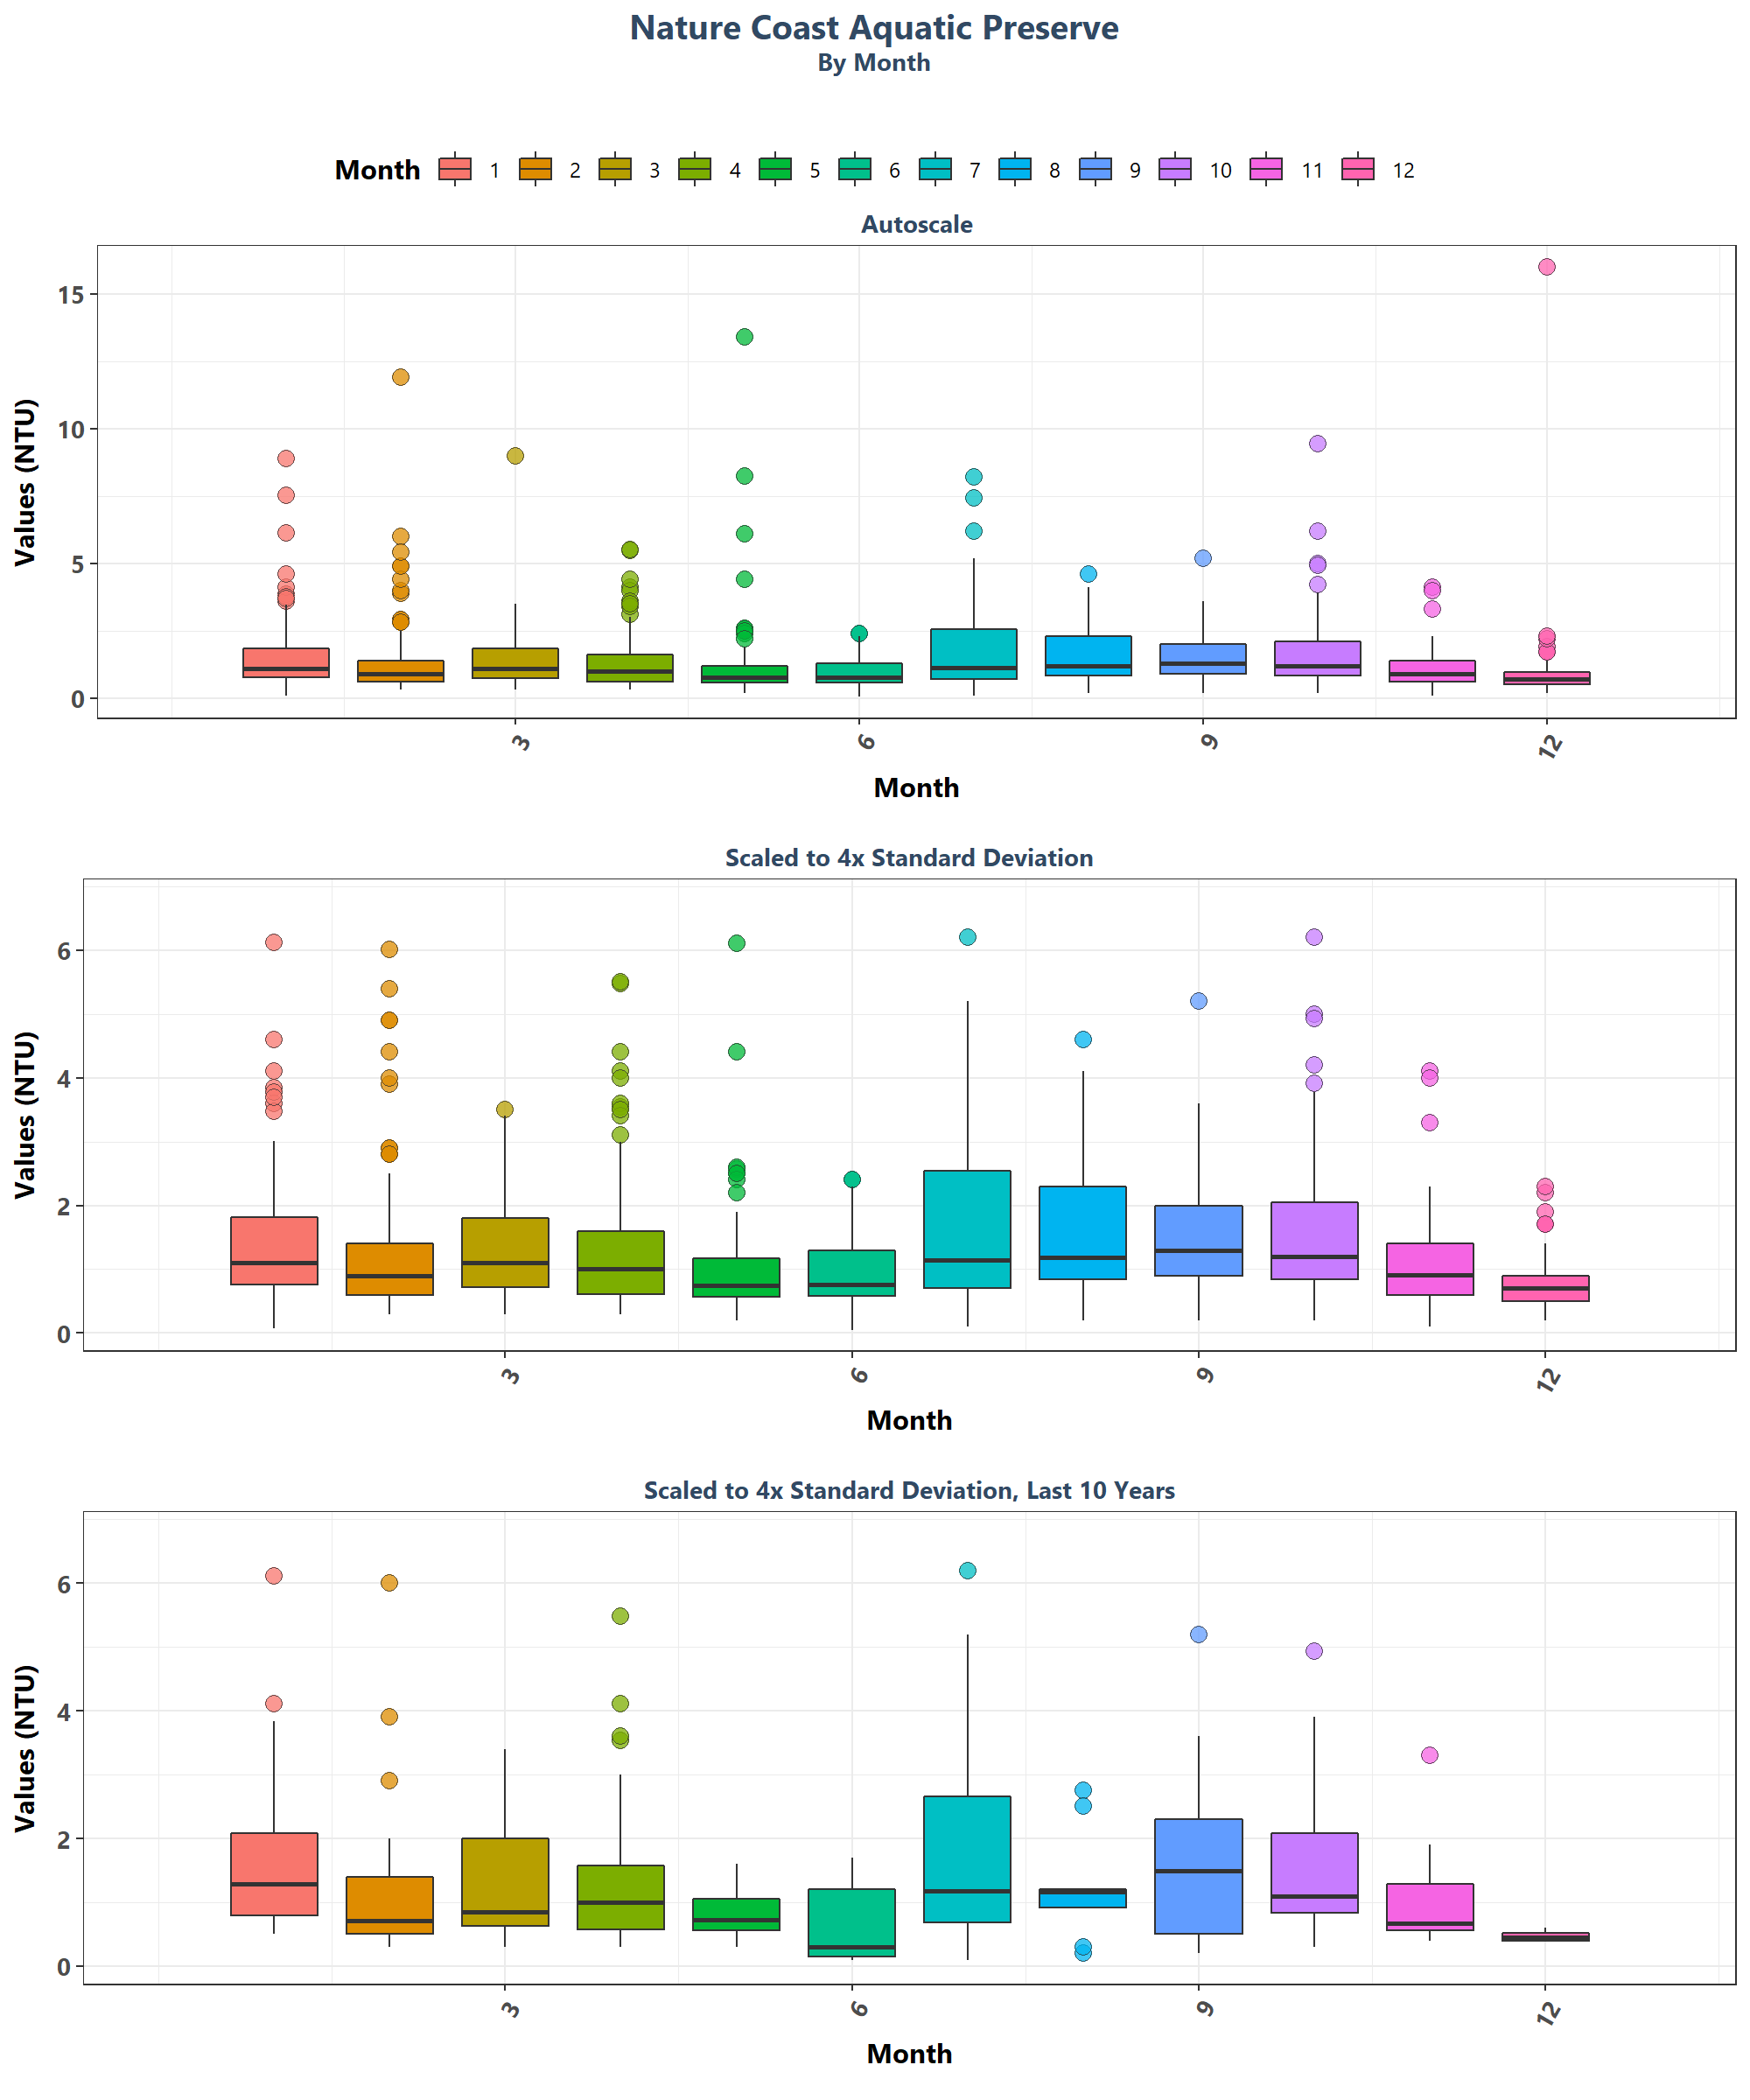 Nature Coast Aquatic Preserve
By Month
Month 1 2 3 4 5 6 7 8 9 10 11 12
Autoscale
Values (NTU)
15
10
5
0
3 6 9 12
Month
Scaled to 4x Standard Deviation
Values (NTU)
6
4
2
0
3 6 9 12
Month
Scaled to 4x Standard Deviation, Last 10 Years
Values (NTU)
6
4
2
0
3 6 9 12
Month